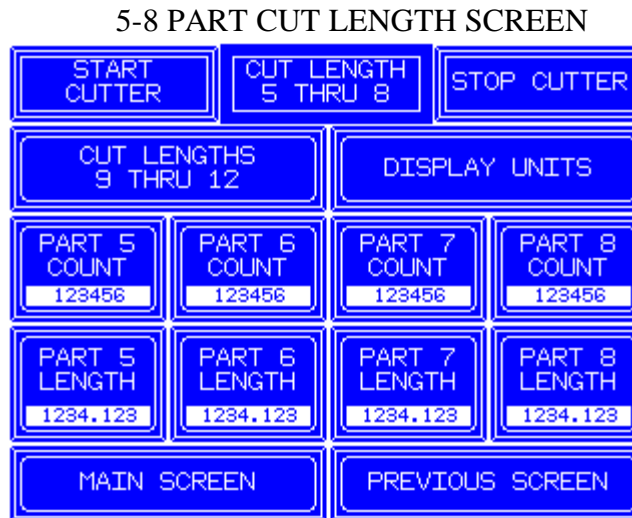 5-8 PART CUT LENGTH SCREEN
START
CUTTER
CUT LENGTH
5 THRU 8
STOP CUTTER
CUT LENGTHS
9 THRU 12
DISPLAY UNITS
PART 5
COUNT
123456
PART 6
COUNT
123456
PART 7
COUNT
123456
PART 8
COUNT
123456
PART 5
LENGTH
1234.123
PART 6
LENGTH
1234.123
PART 7
LENGTH
1234.123
PART 8
LENGTH
1234.123
MAIN SCREEN
PREVIOUS SCREEN